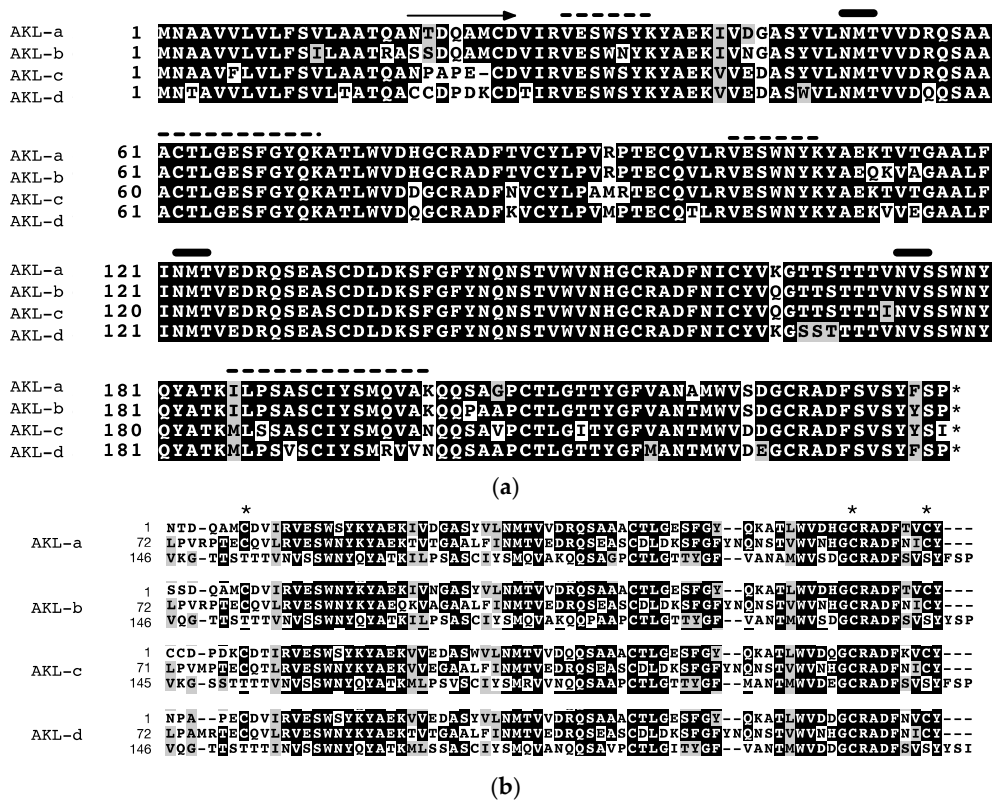 AKL-a 1 MNAAVVLVLFSVLAATQANTDQAMCDVIRVESWSYKYAEKIVDGASYVLNMTVVDRQSAA
AKL-b 1 MNAAVVLVLFSILAATRASSDQAMCDVIRVESWNYKYAEKIVNGASYVLNMTVVDRQSAA
AKL-c 1 MNAAVFLVLFSVLAATQANPAPE-CDVIRVESWSYKYAEKVVEDASYVLNMTVVDRQSAA
AKL-d 1 MNTAVVLVLFSVLTATQACCDPDKCDTIRVESWSYKYAEKVVEDASWVLNMTVVDQQSAA
AKL-a 61 ACTLGESFGYQKATLWVDHGCRADFTVCYLPVRPTECQVLRVESWNYKYAEKTVTGAALF
AKL-b 61 ACTLGESFGYQKATLWVDHGCRADFTVCYLPVRPTECQVLRVESWNYKYAEQKVAGAALF
AKL-c 60 ACTLGESFGYQKATLWVDDGCRADFNVCYLPAMRTECQVLRVESWNYKYAEKTVTGAALF
AKL-d 61 ACTLGESFGYQKATLWVDQGCRADFKVCYLPVMPTECQTLRVESWNYKYAEKVVEGAALF
AKL-a 121 INMTVEDRQSEASCDLDKSFGFYNQNSTVWVNHGCRADFNICYVKGTTSTTTVNVSSWNY
AKL-b 121 INMTVEDRQSEASCDLDKSFGFYNQNSTVWVNHGCRADFNICYVQGTTSTTTVNVSSWNY
AKL-c 120 INMTVEDRQSEASCDLDKSFGFYNQNSTVWVNHGCRADFNICYVQGTTSTTTINVSSWNY
AKL-d 121 INMTVEDRQSEASCDLDKSFGFYNQNSTVWVNHGCRADFNICYVKGSSTTTTVNVSSWNY
AKL-a 181 QYATKILPSASCIYSMQVAKQQSAGPCTLGTTYGFVANAMWVSDGCRADFSVSYFSP*
AKL-b 181 QYATKILPSASCIYSMQVAKQQPAAPCTLGTTYGFVANTMWVSDGCRADFSVSYYSP*
AKL-c 180 QYATKMLSSASCIYSMQVANQQSAVPCTLGITYGFVANTMWVDDGCRADFSVSYYSI*
AKL-d 181 QYATKMLPSVSCIYSMRVVNQQSAAPCTLGTTYGFMANTMWVDEGCRADFSVSYFSP*
(a)
* * *
1 NTD-QAMCDVIRVESWSYKYAEKIVDGASYVLNMTVVDRQSAAACTLGESFGY--QKATLWVDHGCRADFTVCY---
AKL-a 72 LPVRPTECQVLRVESWNYKYAEKTVTGAALFINMTVEDRQSEASCDLDKSFGFYNQNSTVWVNHGCRADFNICY---
146 VKG-TTSTTTVNVSSWNYQYATKILPSASCIYSMQVAKQQSAGPCTLGTTYGF--VANAMWVSDGCRADFSVSYFSP
1 SSD-QAMCDVIRVESWNYKYAEKIVNGASYVLNMTVVDRQSAAACTLGESFGY--QKATLWVDHGCRADFTVCY---
AKL-b 72 LPVRPTECQVLRVESWNYKYAEQKVAGAALFINMTVEDRQSEASCDLDKSFGFYNQNSTVWVNHGCRADFNICY---
146 VQG-TTSTTTVNVSSWNYQYATKILPSASCIYSMQVAKQQPAAPCTLGTTYGF--VANTMWVSDGCRADFSVSYYSP
1 CCD-PDKCDTIRVESWSYKYAEKVVEDASWVLNMTVVDQQSAAACTLGESFGY--QKATLWVDQGCRADFKVCY---
AKL-c 71 LPVMPTECQTLRVESWNYKYAEKVVEGAALFINMTVEDRQSEASCDLDKSFGFYNQNSTVWVNHGCRADFNICY---
145 VKG-SSTTTTVNVSSWNYQYATKMLPSVSCIYSMRVVNQQSAAPCTLGTTYGF--MANTMWVDEGCRADFSVSYFSP
1 NPA--PECDVIRVESWSYKYAEKVVEDASYVLNMTVVDRQSAAACTLGESFGY--QKATLWVDDGCRADFNVCY---
AKL-d 72 LPAMRTECQVLRVESWNYKYAEKTVTGAALFINMTVEDRQSEASCDLDKSFGFYNQNSTVWVNHGCRADFNICY---
146 VQG-TTSTTTINVSSWNYQYATKMLSSASCIYSMQVANQQSAVPCTLGITYGF--VANTMWVDDGCRADFSVSYYSI
(b)